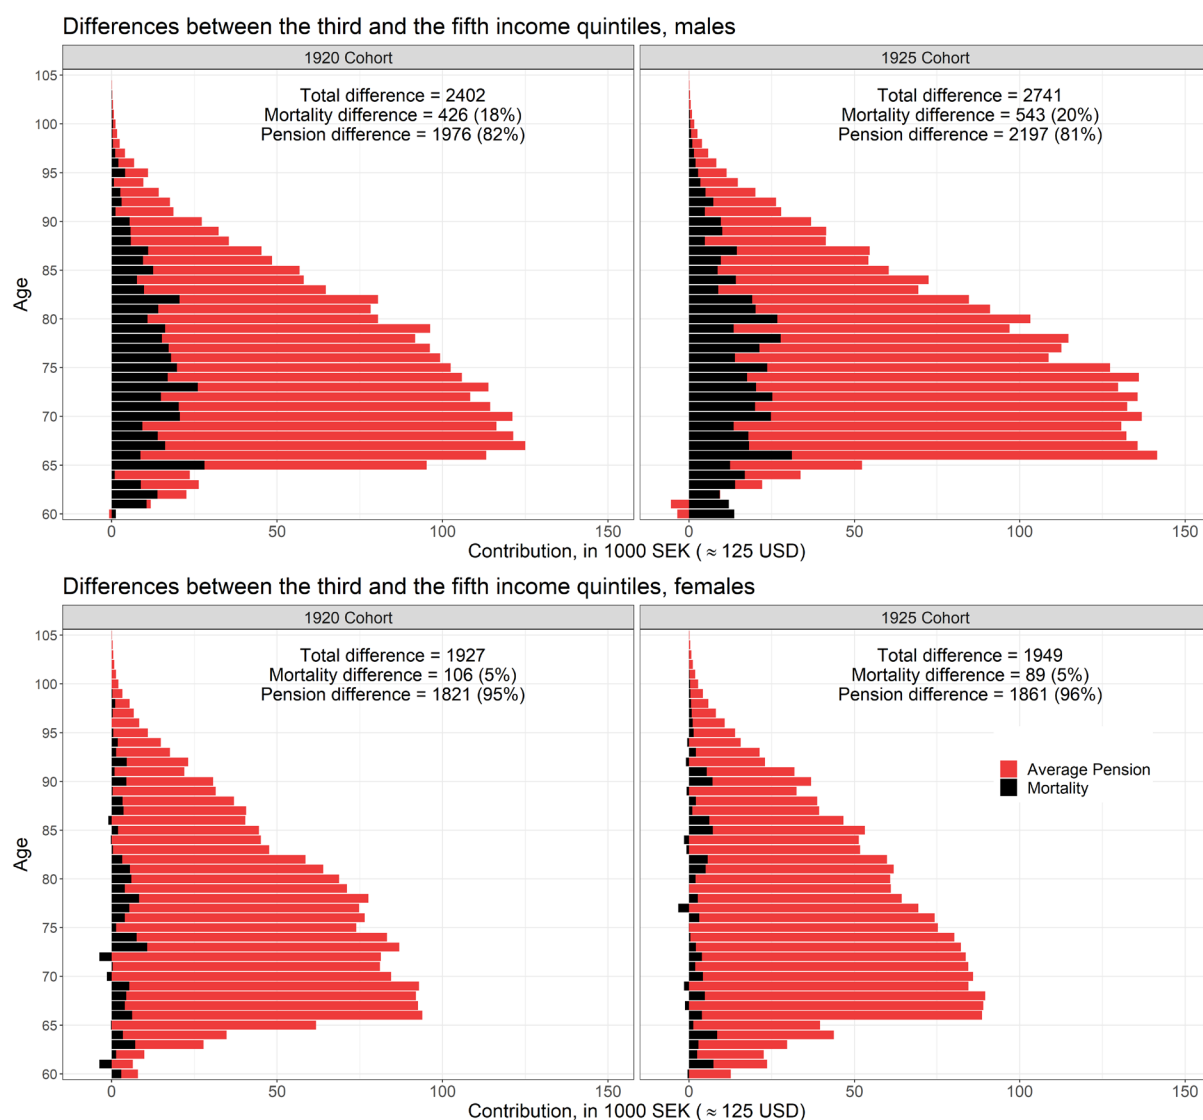 Differences between the third and the fifth income quintiles, males
1920 Cohort
1925 Cohort
Total difference = 2402
Mortality difference = 426 (18%)
Pension difference = 1976 (82%)
Total difference = 2741
Mortality difference = 543 (20%)
Pension difference = 2197 (81%)
Age
105
100
95
90
85
80
75
70
65
60
0 50 100 150 0 50 100 150
Contribution, in 1000 SEK ( ≈ 125 USD)
Differences between the third and the fifth income quintiles, females
1920 Cohort
1925 Cohort
Total difference = 1927
Mortality difference = 106 (5%)
Pension difference = 1821 (95%)
Total difference = 1949
Mortality difference = 89 (5%)
Pension difference = 1861 (96%)
Average Pension
Mortality
Age
105
100
95
90
85
80
75
70
65
60
0 50 100 150 0 50 100 150
Contribution, in 1000 SEK ( ≈ 125 USD)